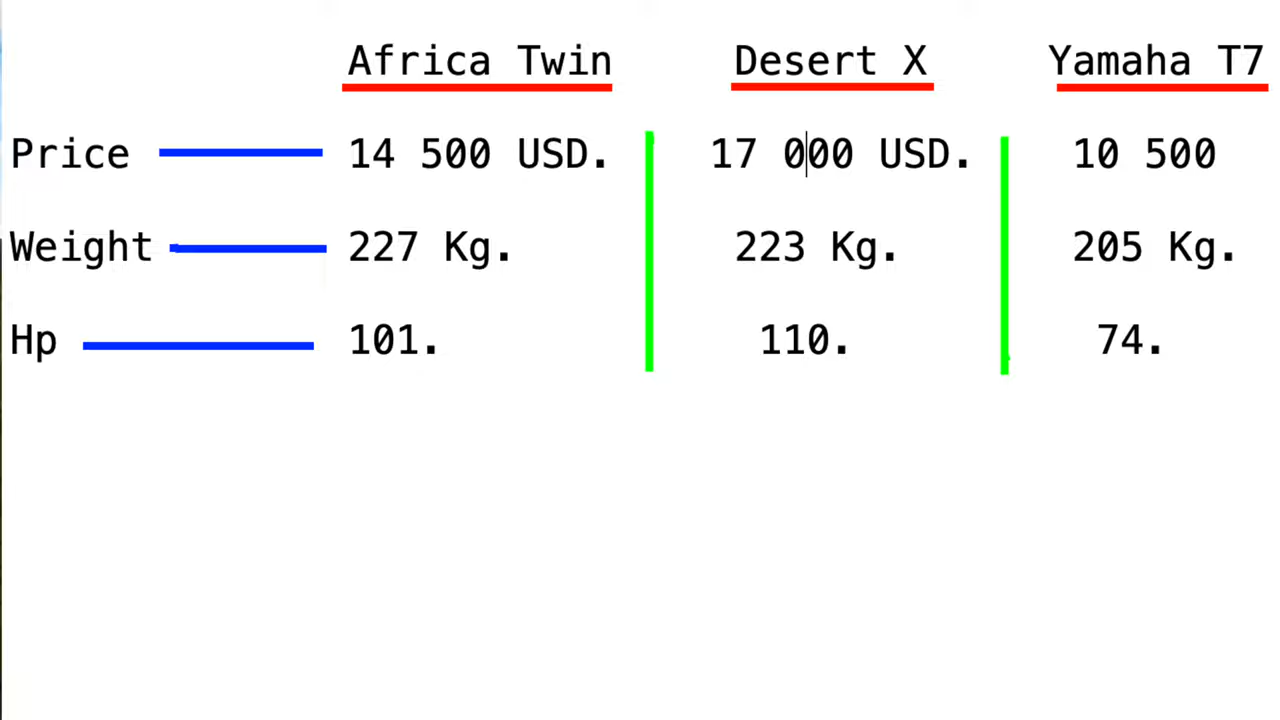 Africa Twin Desert X Yamaha T7
Price 14 500 USD. 17 000 USD. 10 500
Weight 227 Kg. 223 Kg. 205 Kg.
Hp 101. 110. 74.